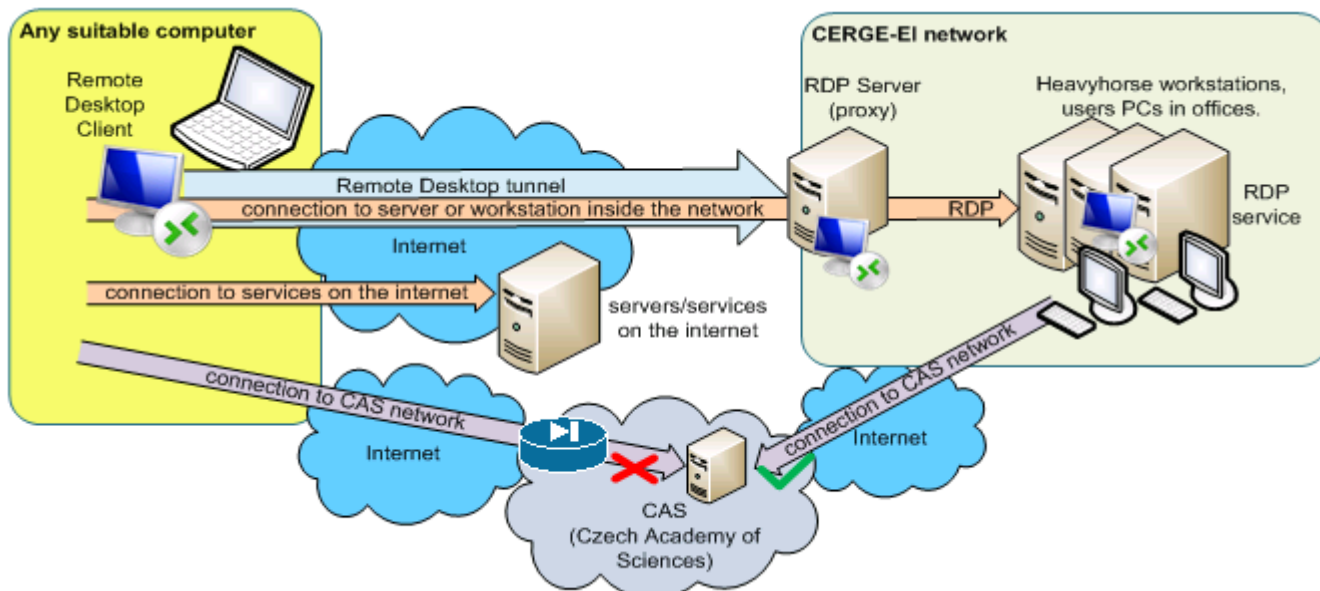 Any suitable computer
Remote
Desktop
Client
CERGE-EI network
RDP Server
(proxy)
Heavyhorse workstations,
users PCs in offices.
Remote Desktop tunnel
connection to server or workstation inside the network
RDP
RDP
service
Internet
connection to services on the internet
servers/services
on the internet
connection to CAS network
Internet
connection to CAS network
Internet
CAS
(Czech Academy of
Sciences)